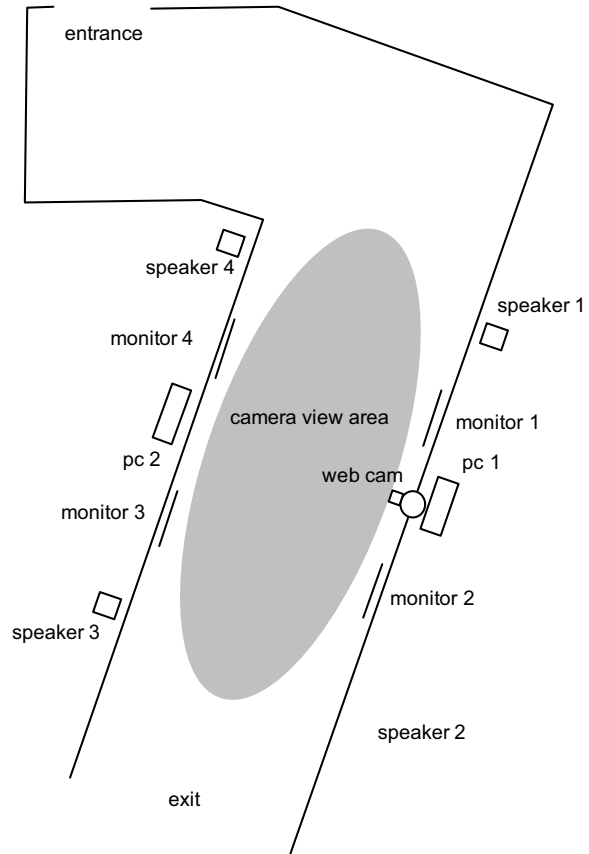 entrance
speaker 4
speaker 1
monitor 4
camera view area
monitor 1
pc 2
web cam
pc 1
monitor 3
monitor 2
speaker 3
speaker 2
exit